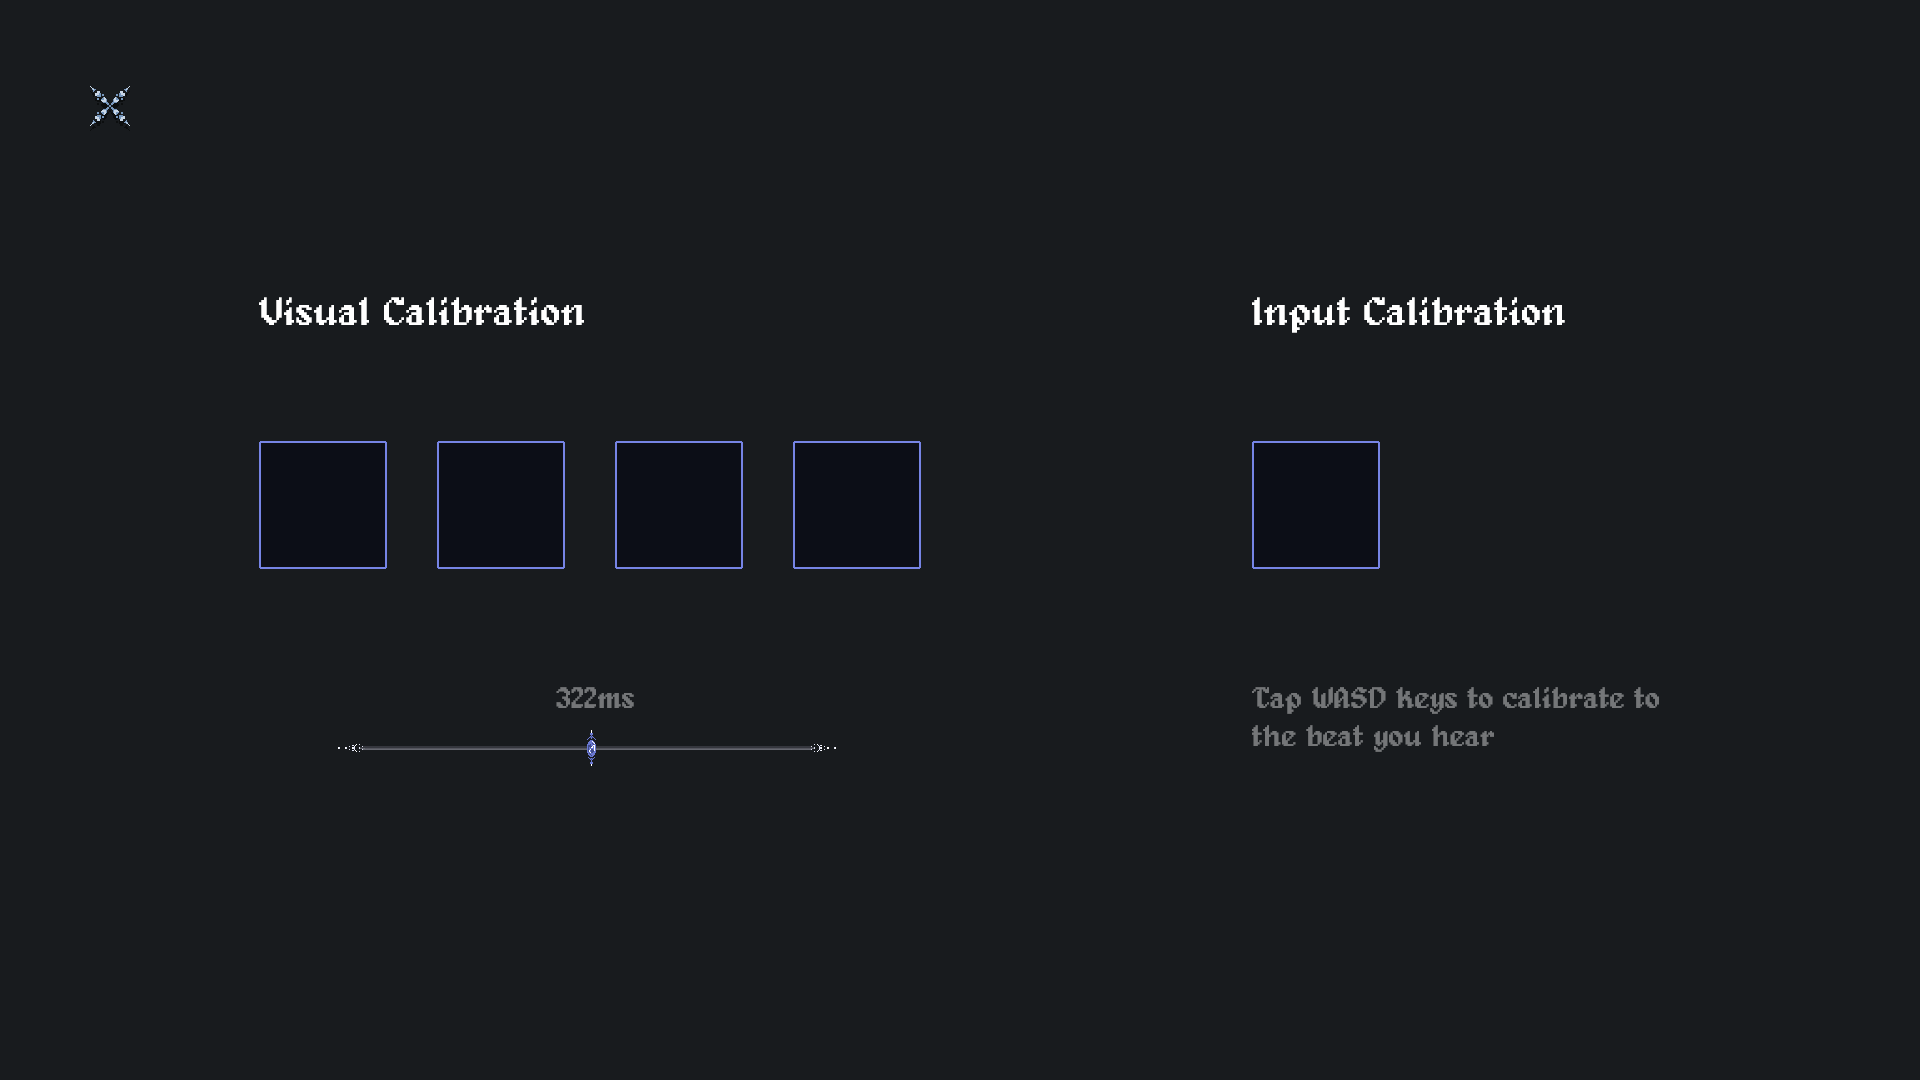 Visual Calibration
Input Calibration
322ms
Tap WASD keys to calibrate to
the beat you hear